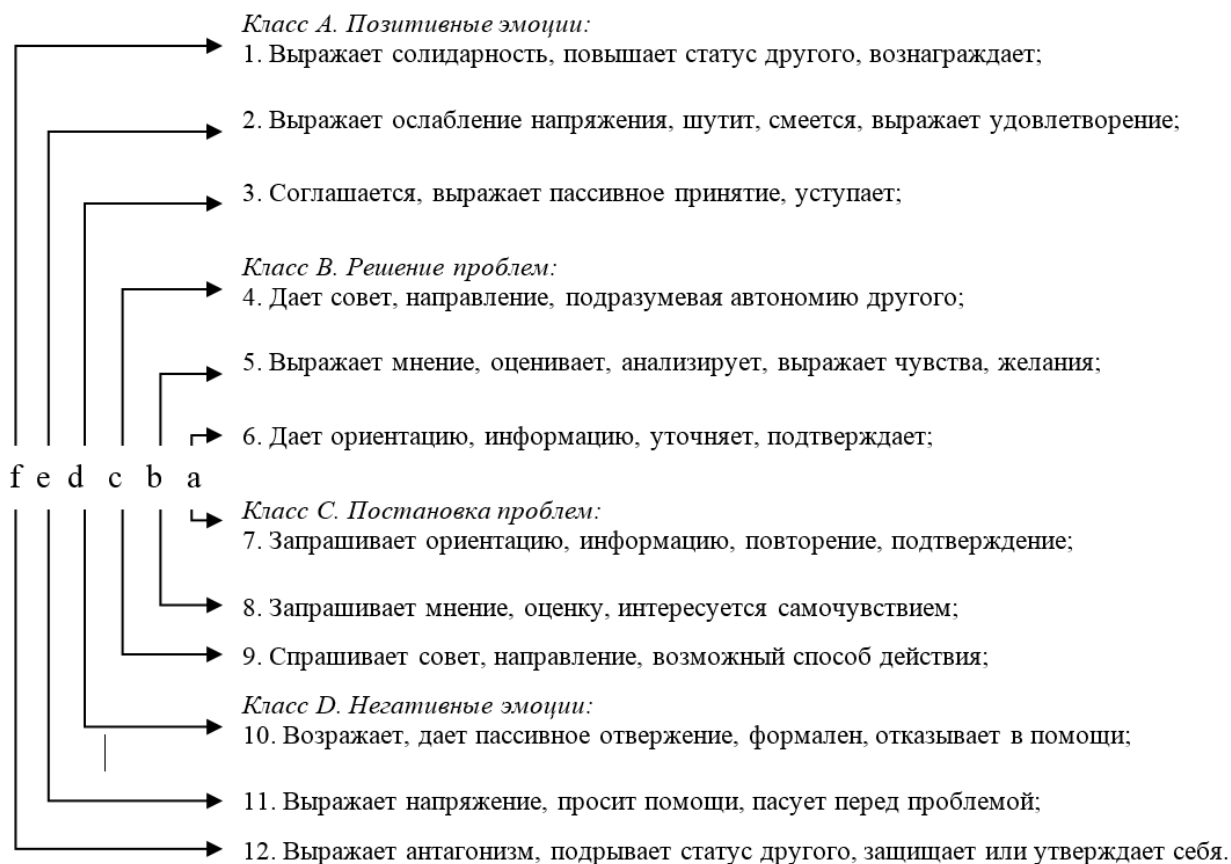 Класс A. Позитивные эмоции:
1. Выражает солидарность, повышает статус другого, вознаграждает;
2. Выражает ослабление напряжения, шутит, смеется, выражает удовлетворение;
3. Соглашается, выражает пассивное принятие, уступает;
Класс B. Решение проблем:
4. Дает совет, направление, подразумевая автономию другого;
5. Выражает мнение, оценивает, анализирует, выражает чувства, желания;
6. Дает ориентацию, информацию, уточняет, подтверждает;
f e d c b a
Класс C. Постановка проблем:
7. Запрашивает ориентацию, информацию, повторение, подтверждение;
8. Запрашивает мнение, оценку, интересуется самочувствием;
9. Спрашивает совет, направление, возможный способ действия;
Класс D. Негативные эмоции:
10. Возражает, дает пассивное отвержение, формален, отказывает в помощи;
11. Выражает напряжение, просит помощи, пасует перед проблемой;
12. Выражает антагонизм, подрывает статус другого, защищает или утверждает себя